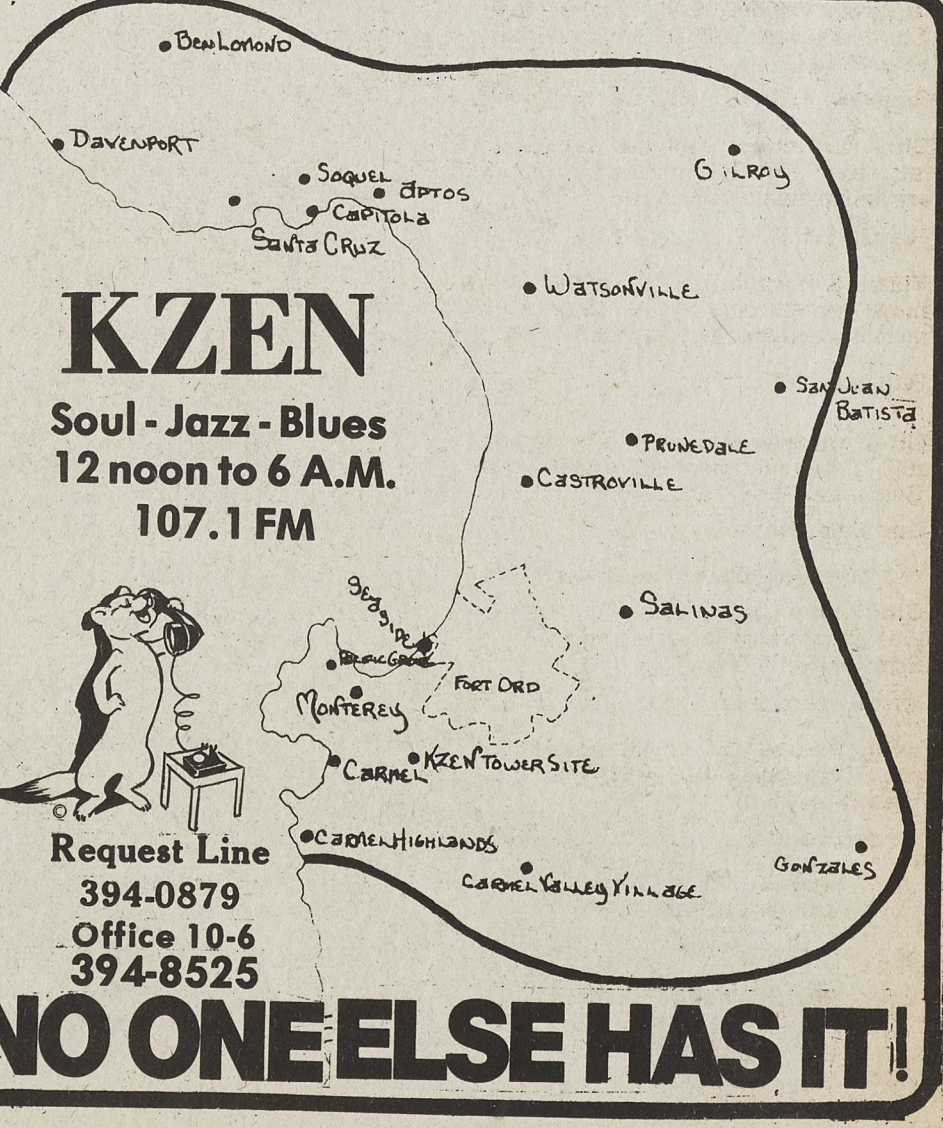 Ben Lomond
Davenport
Soquel
Aptos
Capitola
Santa Cruz
Gilroy
Watsonville
KZEN
Soul - Jazz - Blues
12 noon to 6 A.M.
107.1 FM
San Juan
Batista
Prunedale
Castroville
Salinas
Seaside
Pacific Grove
Fort Ord
Monterey
Carmel
KZEN Tower Site
Carmel Highlands
Carmel Valley Village
Gonzales
©
Request Line
394-0879
Office 10-6
394-8525
NO ONE ELSE HAS IT!